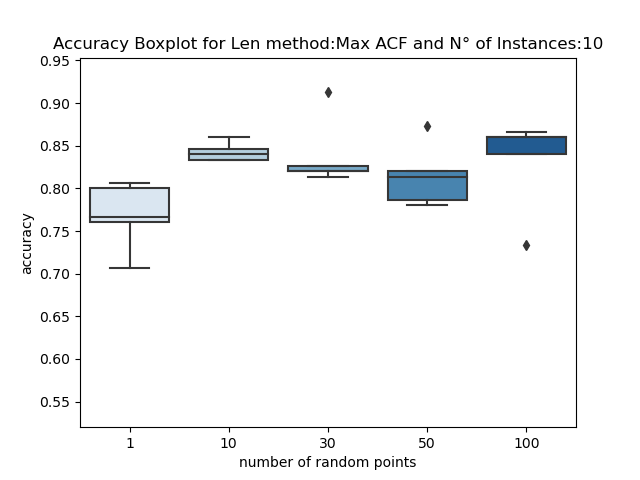 Accuracy Boxplot for Len method:Max ACF and N° of Instances:10
0.95
0.90
0.85
0.80
0.75
0.70
0.65
0.60
0.55
accuracy
1 10 30 50 100
number of random points